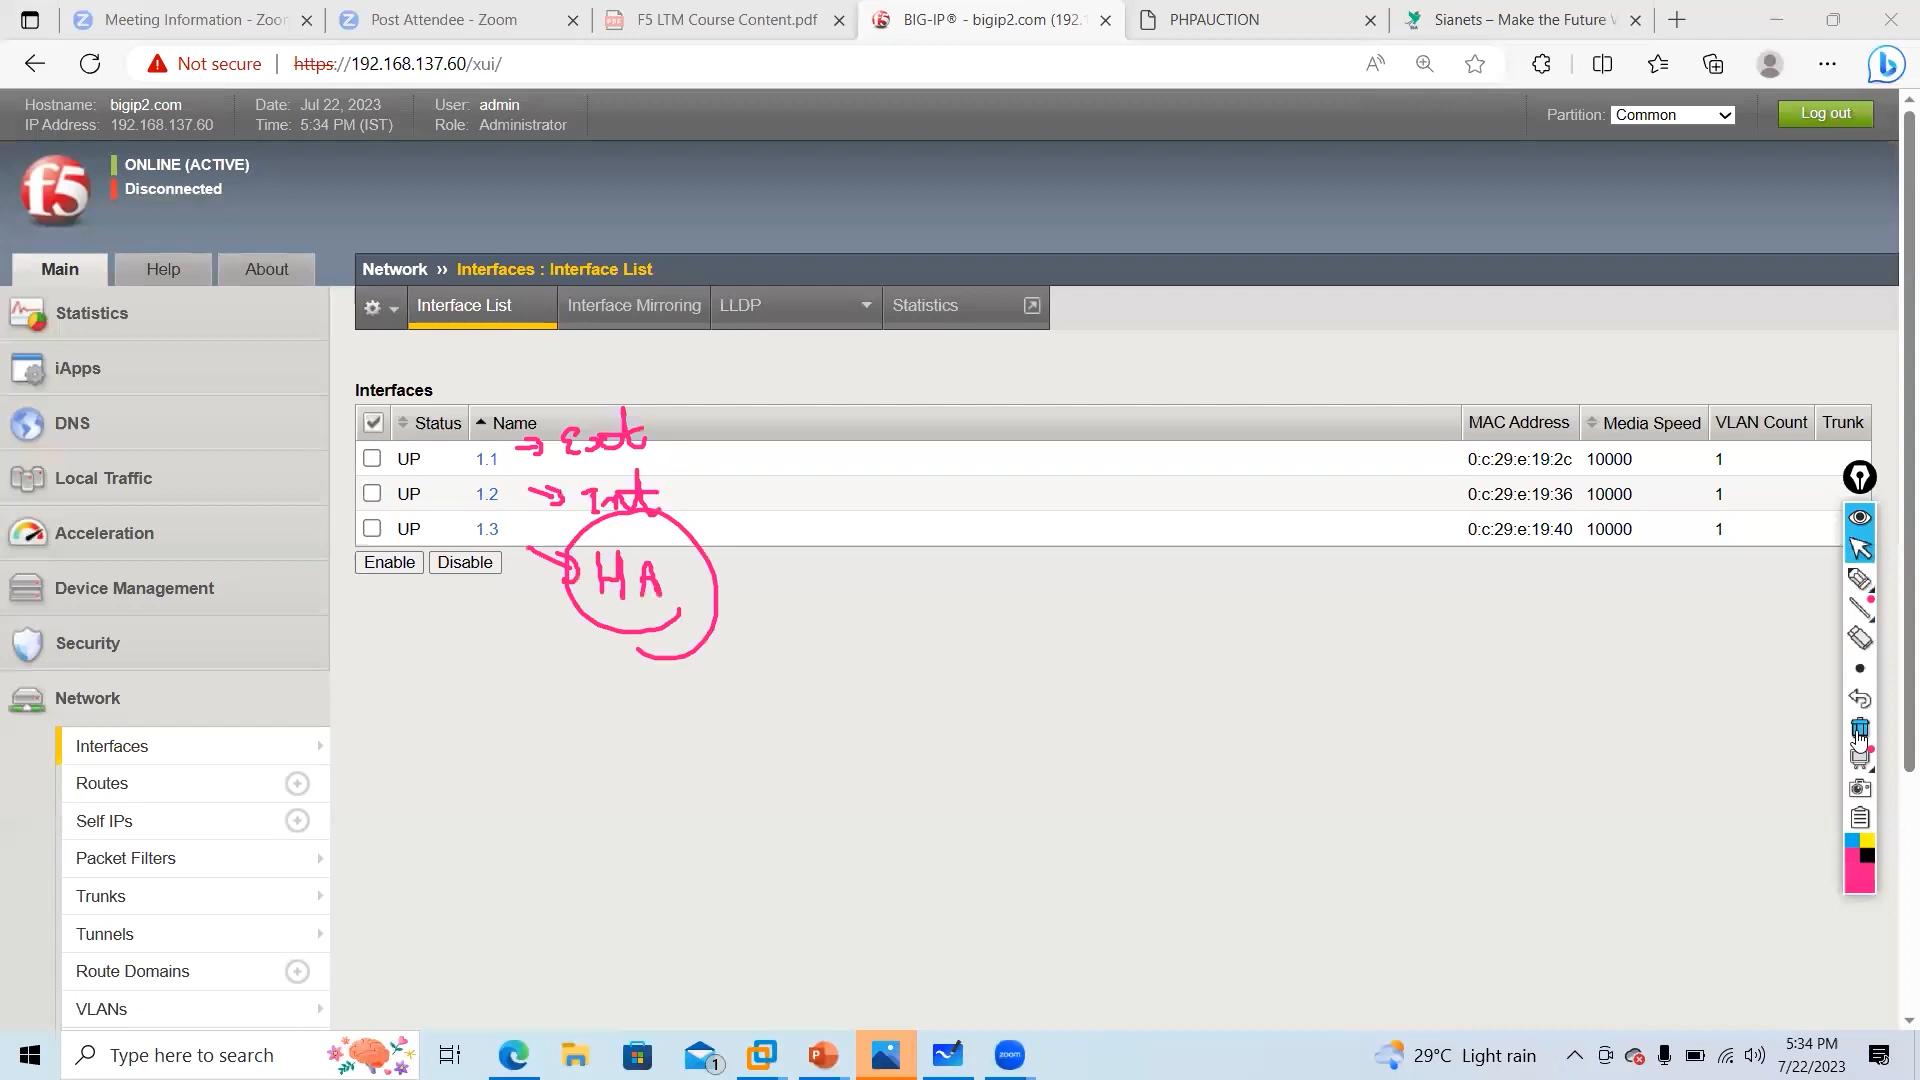 Meeting Information - Zoo
Post Attendee - Zoom
F5 LTM Course Content.pdf
BIG-IP® - bigip2.com (192.1
PHPAUCTION
Sianets – Make the Future
Not secure
https://192.168.137.60/xui/
Hostname: bigip2.com
IP Address: 192.168.137.60
Date: Jul 22, 2023
Time: 5:34 PM (IST)
User: admin
Role: Administrator
Partition: Common
Log out
f5
ONLINE (ACTIVE)
Disconnected
Main
Help
About
Network ›› Interfaces : Interface List
Interface List
Interface Mirroring
LLDP
Statistics
Statistics
iApps
DNS
Local Traffic
Acceleration
Device Management
Security
Network
Interfaces
Routes
Self IPs
Packet Filters
Trunks
Tunnels
Route Domains
VLANs
Interfaces
Status Name MAC Address Media Speed VLAN Count Trunk
UP 1.1 0:c:29:e:19:2c 10000 1
UP 1.2 0:c:29:e:19:36 10000 1
UP 1.3 0:c:29:e:19:40 10000 1
Enable Disable
Ext
Int
HA
Type here to search
1
zoom
29°C Light rain
5:34 PM
7/22/2023